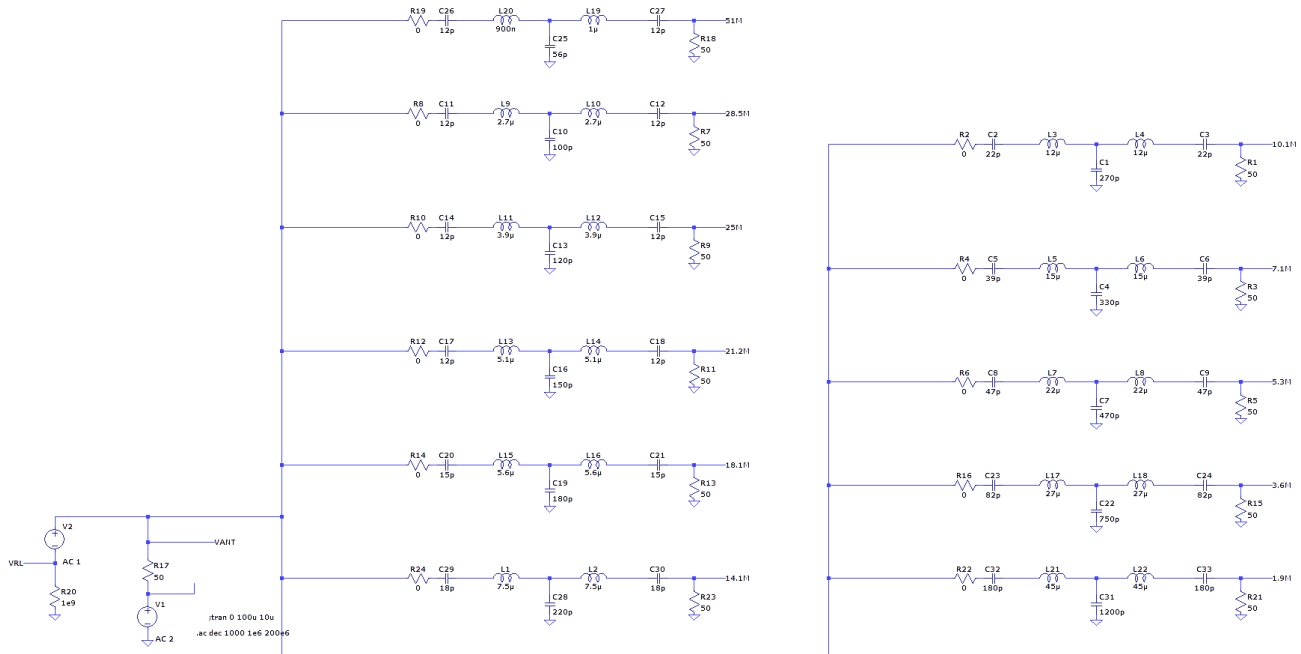 R19 C26 L20 L19 C27
0 12p 900n 1µ 12p 51M
C25 R18
56p 50
R8 C11 L9 L10 C12
0 12p 2.7µ 2.7µ 12p 28.5M
C10 R7
100p 50
R10 C14 L11 L12 C15
0 12p 3.9µ 3.9µ 12p 25M
C13 R9
120p 50
R12 C17 L13 L14 C18
0 12p 5.1µ 5.1µ 12p 21.2M
C16 R11
150p 50
R14 C20 L15 L16 C21
0 15p 5.6µ 5.6µ 15p 18.1M
C19 R13
180p 50
R24 C29 L1 L2 C30
0 18p 7.5µ 7.5µ 18p 14.1M
C28 R23
220p 50
V2
AC 1
VRL
R20
1e9
VANT
R17
50
V1
AC 2
;tran 0 100u 10u
.ac dec 1000 1e6 200e6
R2 C2 L3 L4 C3
0 22p 12µ 12µ 22p 10.1M
C1 R1
270p 50
R4 C5 L5 L6 C6
0 39p 15µ 15µ 39p 7.1M
C4 R3
330p 50
R6 C8 L7 L8 C9
0 47p 22µ 22µ 47p 5.3M
C7 R5
470p 50
R16 C23 L17 L18 C24
0 82p 27µ 27µ 82p 3.6M
C22 R15
750p 50
R22 C32 L21 L22 C33
0 180p 45µ 45µ 180p 1.9M
C31 R21
1200p 50